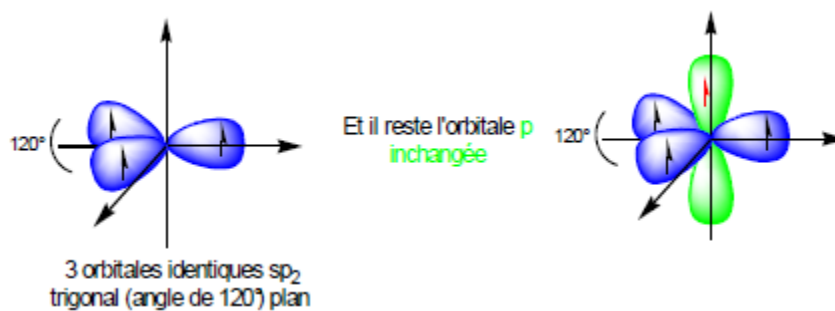 120°
3 orbitales identiques sp2
trigonal (angle de 120°) plan
Et il reste l'orbitale p
inchangée
120°